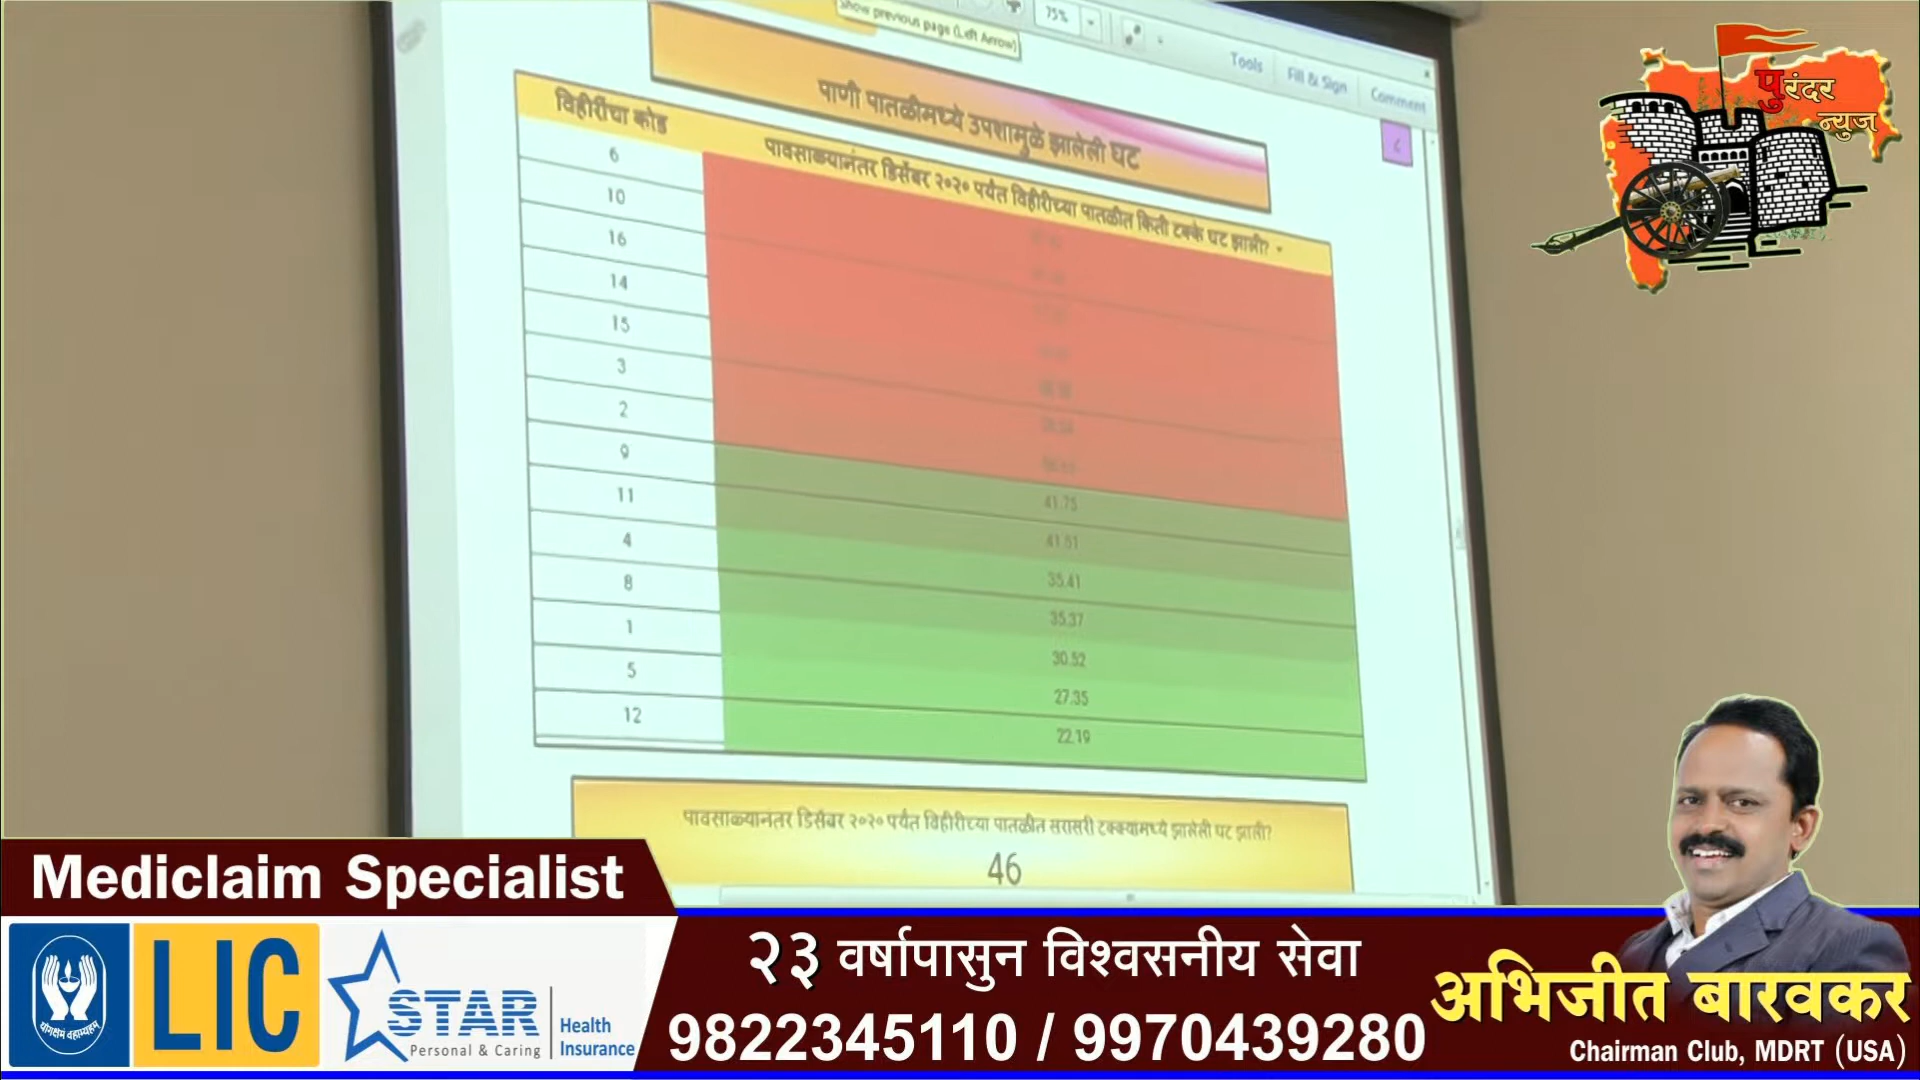 Show previous page (Left Arrow)
75%
Tools
Fill & Sign
Comment
पाणी पातळीमध्ये उपशामुळे झालेली घट
८
विहीरींचा कोड
पावसाळ्यानंतर डिसेंबर २०२० पर्यंत विहीरीच्या पातळीत किती टक्के घट झाली?
6
10
16
14
15
3
2
9 41.75
11 41.51
4 35.41
8 35.37
1 30.52
5 27.35
12 22.19
पावसाळ्यानंतर डिसेंबर २०२० पर्यंत विहीरीच्या पातळीत सरासरी टक्क्यामध्ये झालेली घट झाली?
46
पुरंदर
न्युज
Mediclaim Specialist
योगक्षेमं वहाम्यहम्
LIC
STAR
Health
Insurance
Personal & Caring
२३ वर्षापासुन विश्वसनीय सेवा
9822345110 / 9970439280
अभिजीत बारवकर
Chairman Club, MDRT (USA)